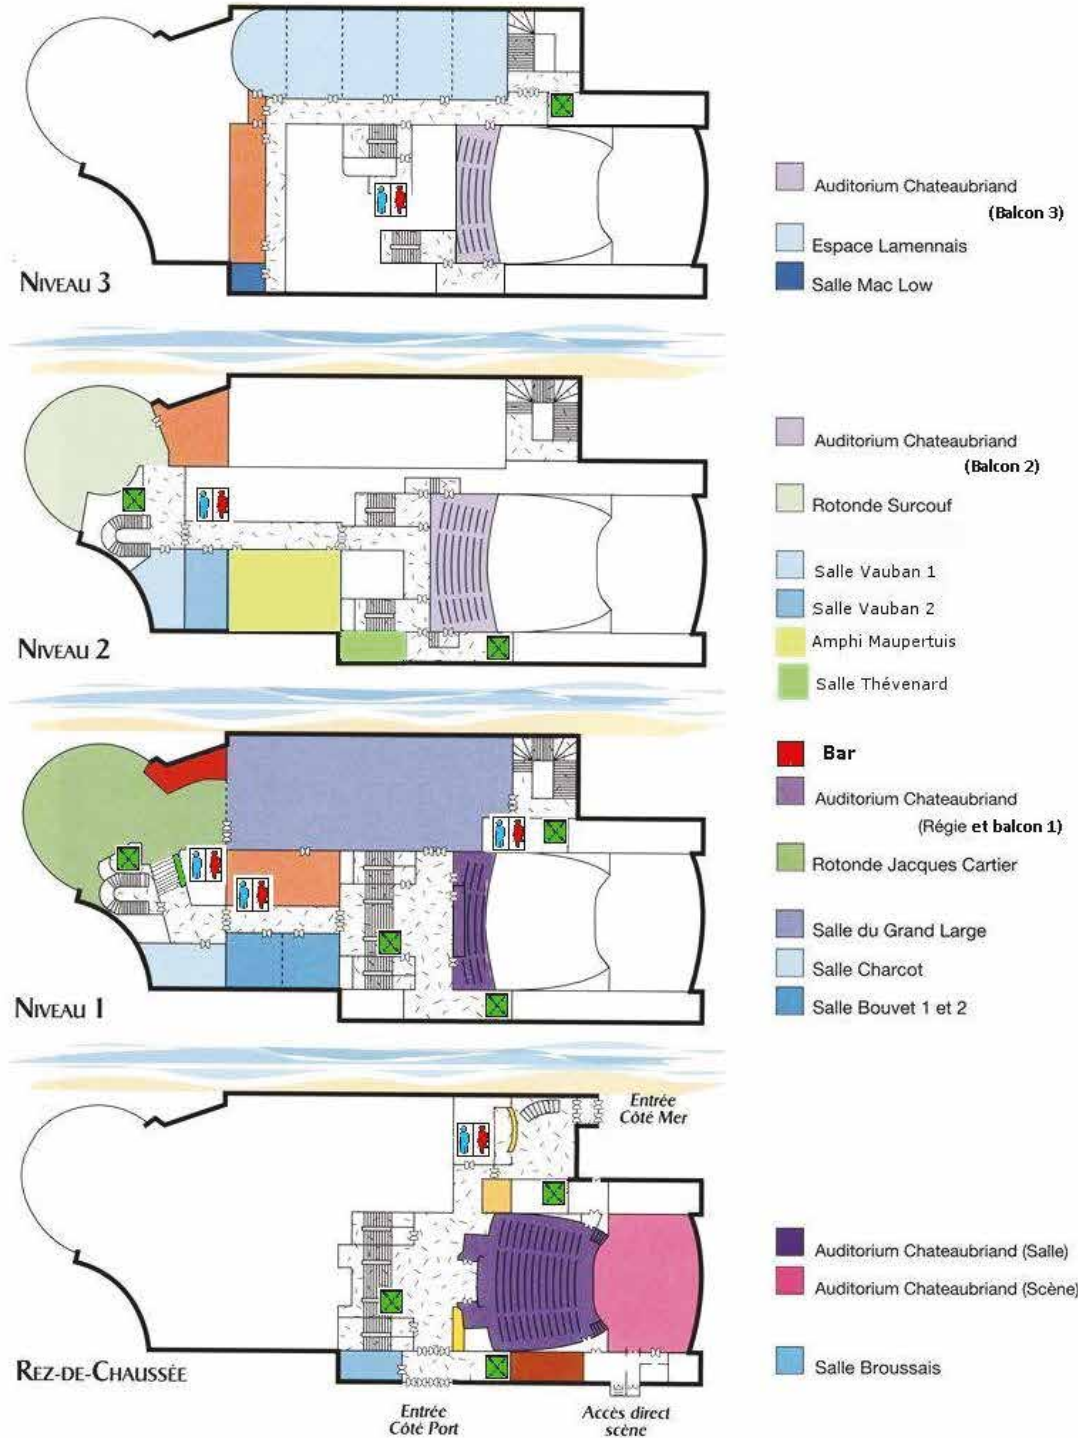 Auditorium Chateaubriand
(Balcon 3)
Espace Lamennais
Salle Mac Low
NIVEAU 3
Auditorium Chateaubriand
(Balcon 2)
Rotonde Surcouf
Salle Vauban 1
Salle Vauban 2
Amphi Maupertuis
Salle Thévenard
NIVEAU 2
Bar
Auditorium Chateaubriand
(Régie et balcon 1)
Rotonde Jacques Cartier
Salle du Grand Large
Salle Charcot
Salle Bouvet 1 et 2
NIVEAU 1
Entrée
Côté Mer
Auditorium Chateaubriand (Salle)
Auditorium Chateaubriand (Scène)
Salle Broussais
REZ-DE-CHAUSSÉE
Entrée
Côté Port
Accès direct
scène